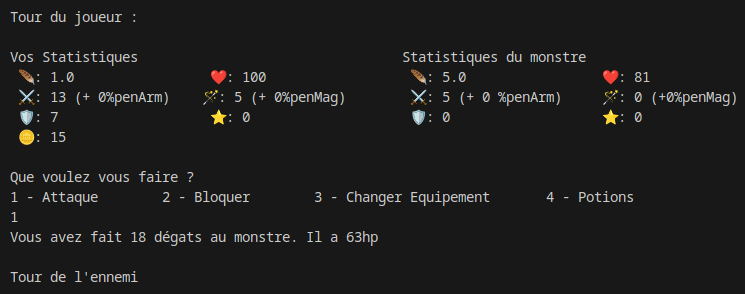 Tour du joueur :
Vos Statistiques Statistiques du monstre
🪶: 1.0 ❤️: 100 🪶: 5.0 ❤️: 81
⚔️: 13 (+ 0%penArm) 🪄: 5 (+ 0%penMag) ⚔️: 5 (+ 0 %penArm) 🪄: 0 (+0%penMag)
🛡️: 7 ⭐: 0 🛡️: 0 ⭐: 0
🪙: 15
Que voulez vous faire ?
1 - Attaque 2 - Bloquer 3 - Changer Equipement 4 - Potions
1
Vous avez fait 18 dégats au monstre. Il a 63hp
Tour de l'ennemi